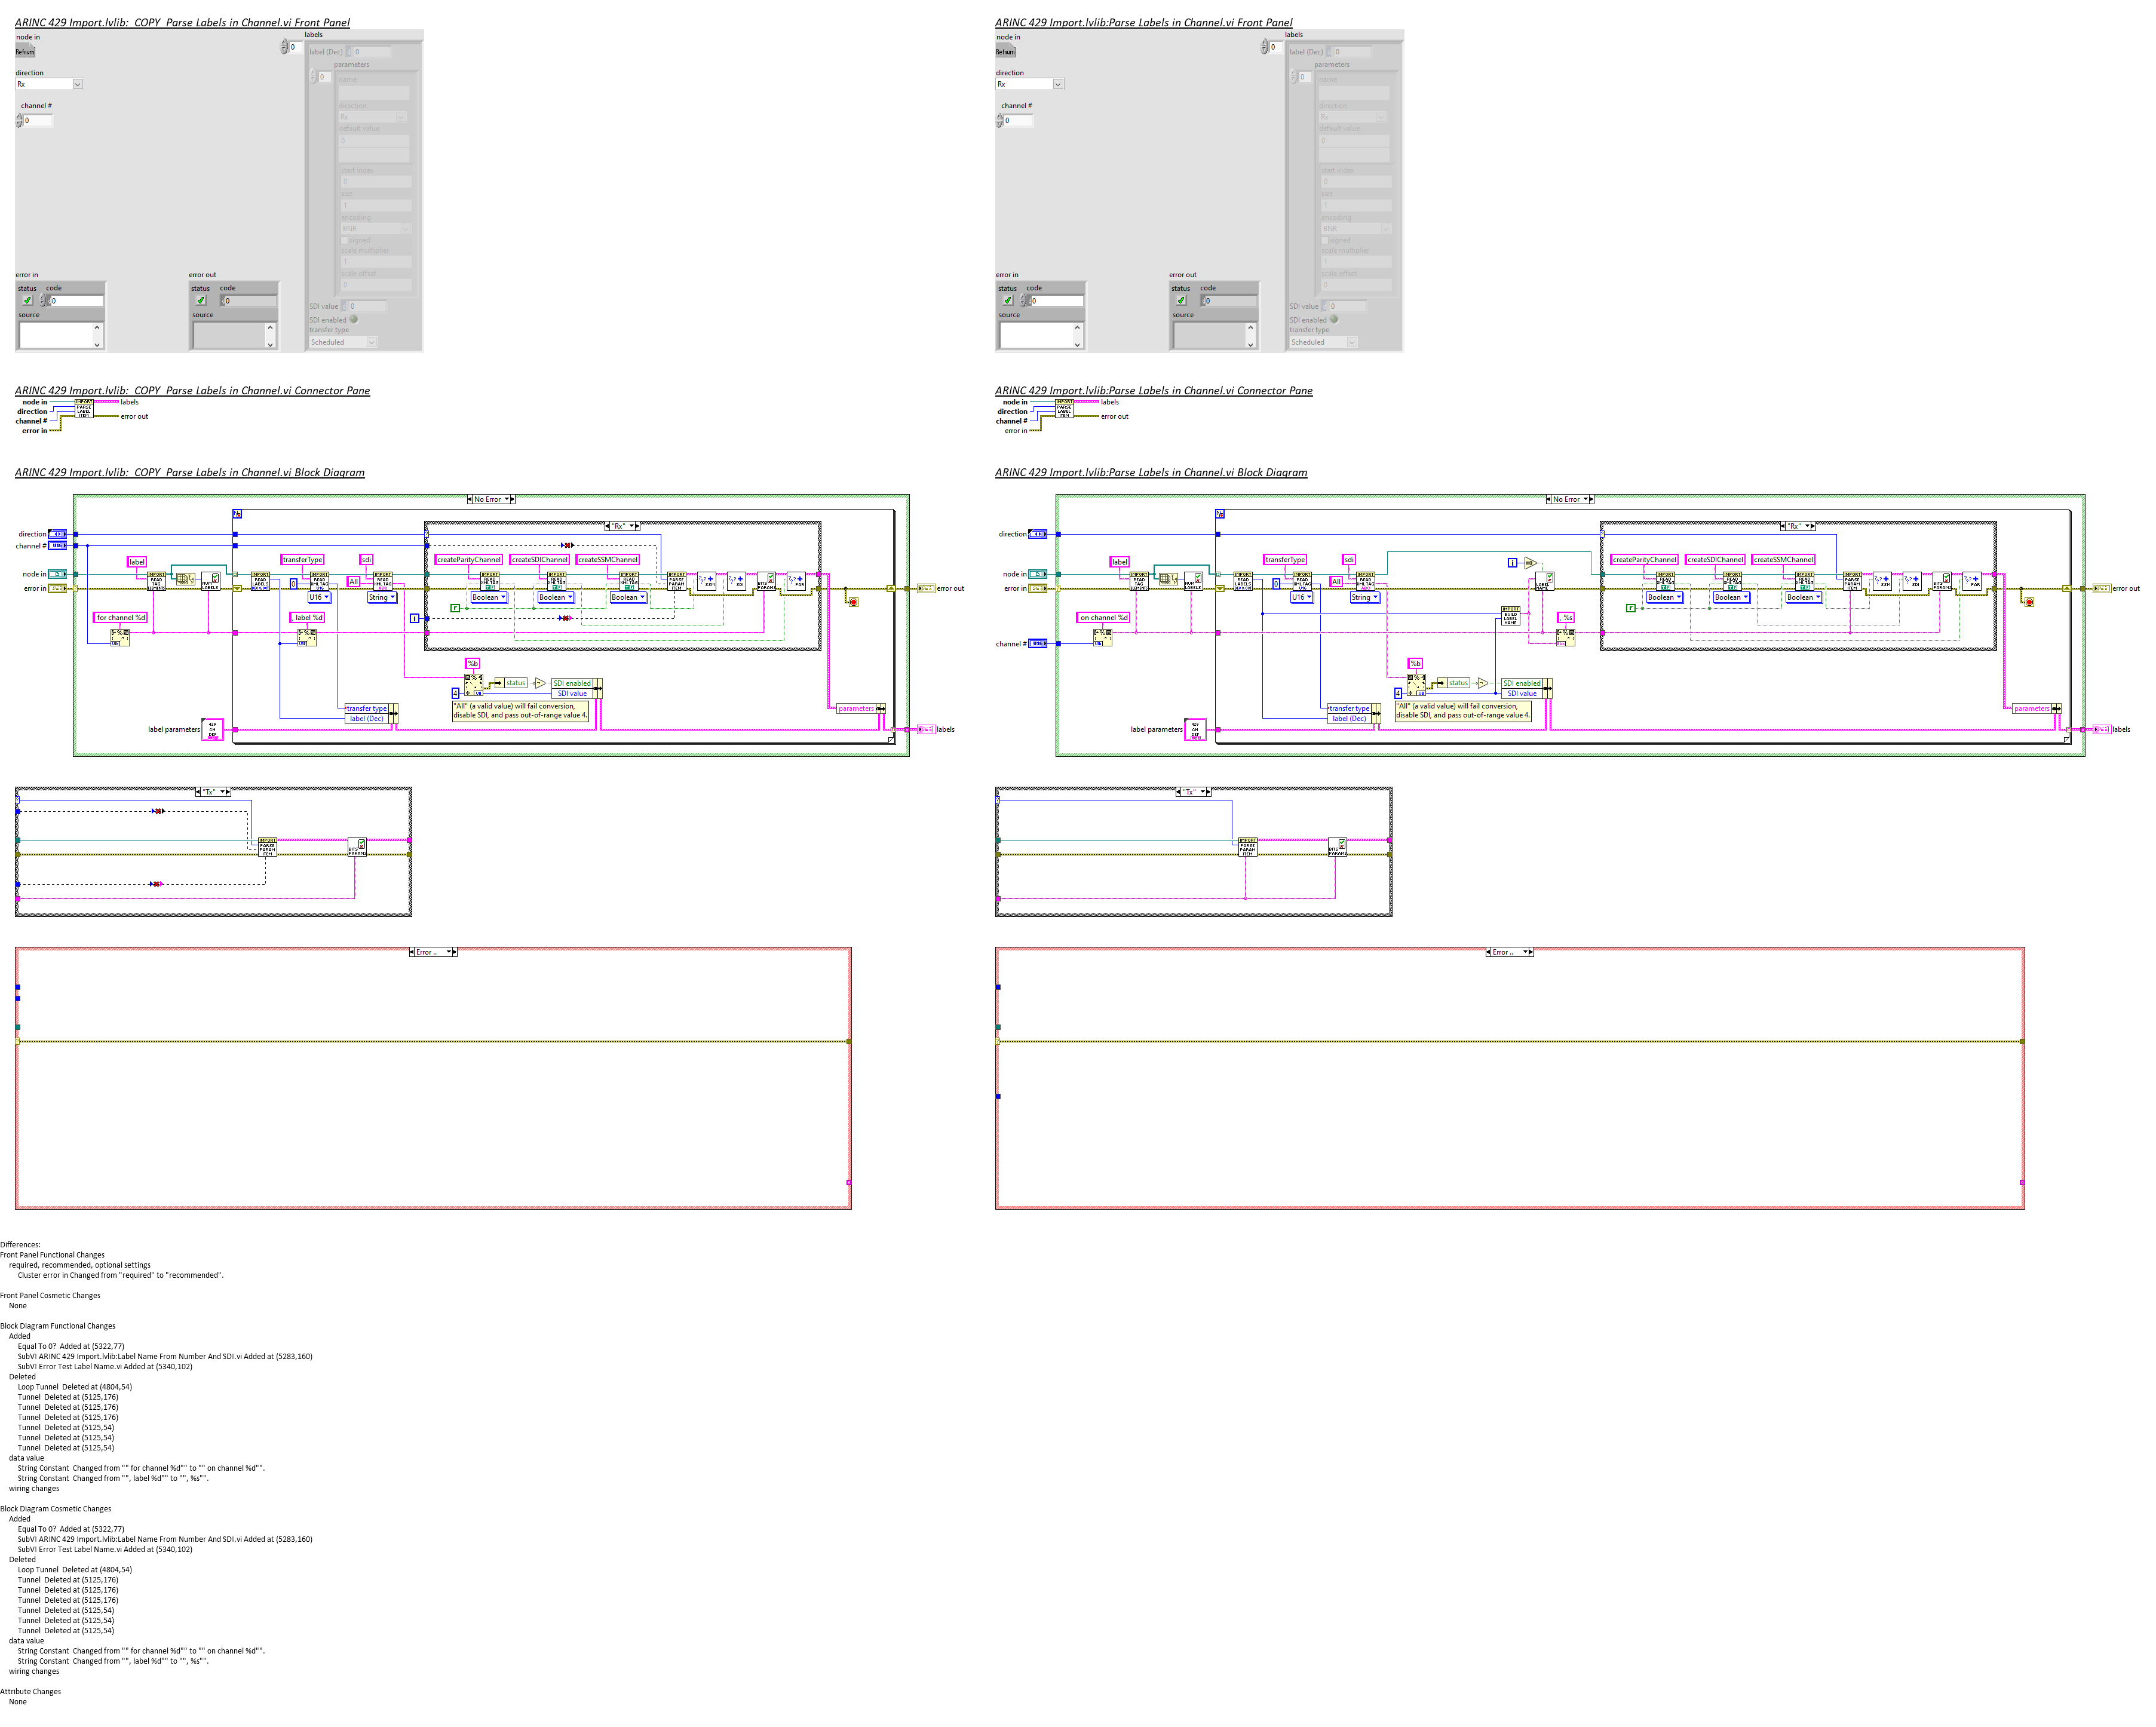 ARINC 429 Import.lvlib:  COPY  Parse Labels in Channel.vi Front Panel
node in
Refnum
direction
Rx
channel #
0
labels
0
label (Dec)
0
parameters
0
name
direction
Rx
default value
0
start index
0
size
1
encoding
BNR
signed
scale multiplier
1
scale offset
0
SDI value
0
SDI enabled
transfer type
Scheduled
error in
status
code
0
source
error out
status
code
0
source
ARINC 429 Import.lvlib:Parse Labels in Channel.vi Front Panel
node in
Refnum
direction
Rx
channel #
0
labels
0
label (Dec)
0
parameters
0
name
direction
Rx
default value
0
start index
0
size
1
encoding
BNR
signed
scale multiplier
1
scale offset
0
SDI value
0
SDI enabled
transfer type
Scheduled
error in
status
code
0
source
error out
status
code
0
source
ARINC 429 Import.lvlib:  COPY  Parse Labels in Channel.vi Connector Pane
node in
direction
channel #
error in
IMPORT
PARSE
LABEL
ITEM
labels
error out
ARINC 429 Import.lvlib:Parse Labels in Channel.vi Connector Pane
node in
direction
channel #
error in
IMPORT
PARSE
LABEL
ITEM
labels
error out
ARINC 429 Import.lvlib:  COPY  Parse Labels in Channel.vi Block Diagram
No Error
"Rx"
direction
channel #
node in
error in
label
transferType
sdi
createParityChannel
createSDIChannel
createSSMChannel
0
All
U16
String
Boolean
Boolean
Boolean
for channel %d
, label %d
%b
4
status
SDI enabled
SDI value
"All" (a valid value) will fail conversion,
disable SDI, and pass out-of-range value 4.
transfer type
label (Dec)
parameters
label parameters
error out
labels
ARINC 429 Import.lvlib:Parse Labels in Channel.vi Block Diagram
No Error
"Rx"
direction
node in
error in
channel #
label
transferType
sdi
createParityChannel
createSDIChannel
createSSMChannel
0
All
U16
String
Boolean
Boolean
Boolean
on channel %d
, %s
%b
4
status
SDI enabled
SDI value
"All" (a valid value) will fail conversion,
disable SDI, and pass out-of-range value 4.
transfer type
label (Dec)
parameters
label parameters
error out
labels
"Tx"
IMPORT
PARSE
PARAM
ITEM
"Tx"
IMPORT
PARSE
PARAM
ITEM
Error ..
Error ..
Differences:
Front Panel Functional Changes
required, recommended, optional settings
Cluster error in Changed from "required" to "recommended".
Front Panel Cosmetic Changes
None
Block Diagram Functional Changes
Added
Equal To 0?  Added at (5322,77)
SubVI ARINC 429 Import.lvlib:Label Name From Number And SDI.vi Added at (5283,160)
SubVI Error Test Label Name.vi Added at (5340,102)
Deleted
Loop Tunnel  Deleted at (4804,54)
Tunnel  Deleted at (5125,176)
Tunnel  Deleted at (5125,176)
Tunnel  Deleted at (5125,176)
Tunnel  Deleted at (5125,54)
Tunnel  Deleted at (5125,54)
Tunnel  Deleted at (5125,54)
data value
String Constant  Changed from "" for channel %d"" to "" on channel %d"".
String Constant  Changed from "", label %d"" to "", %s"".
wiring changes
Block Diagram Cosmetic Changes
Added
Equal To 0?  Added at (5322,77)
SubVI ARINC 429 Import.lvlib:Label Name From Number And SDI.vi Added at (5283,160)
SubVI Error Test Label Name.vi Added at (5340,102)
Deleted
Loop Tunnel  Deleted at (4804,54)
Tunnel  Deleted at (5125,176)
Tunnel  Deleted at (5125,176)
Tunnel  Deleted at (5125,176)
Tunnel  Deleted at (5125,54)
Tunnel  Deleted at (5125,54)
Tunnel  Deleted at (5125,54)
data value
String Constant  Changed from "" for channel %d"" to "" on channel %d"".
String Constant  Changed from "", label %d"" to "", %s"".
wiring changes
Attribute Changes
None